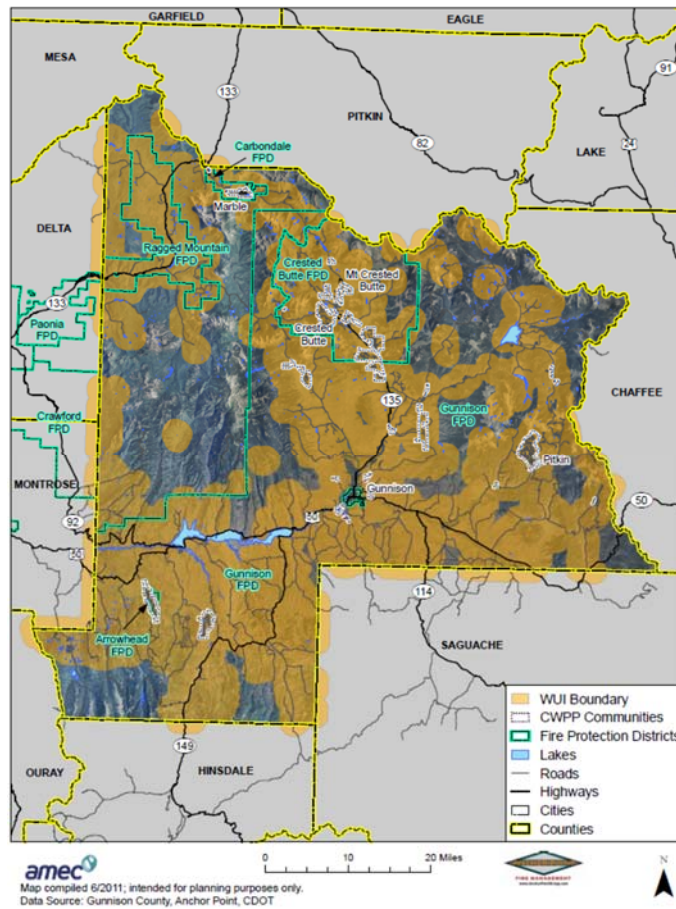 GARFIELD
EAGLE
MESA
133
91
PITKIN
82
24
LAKE
Carbondale
FPD
Marble
DELTA
Ragged Mountain
FPD
Crested
Butte FPD
Mt Crested
Butte
133
Paonia
FPD
Crested
Butte
CHAFFEE
135
Crawford
FPD
Gunnison
FPD
Pitkin
MONTROSE
Gunnison
50
92
50
50
Gunnison
FPD
114
Arrowhead
FPD
SAGUACHE
149
OURAY
HINSDALE
WUI Boundary
CWPP Communities
Fire Protection Districts
Lakes
Roads
Highways
Cities
Counties
amec
0 10 20 Miles
FIRE MANAGEMENT
N
Map compiled 6/2011; intended for planning purposes only.
Data Source: Gunnison County, Anchor Point, CDOT